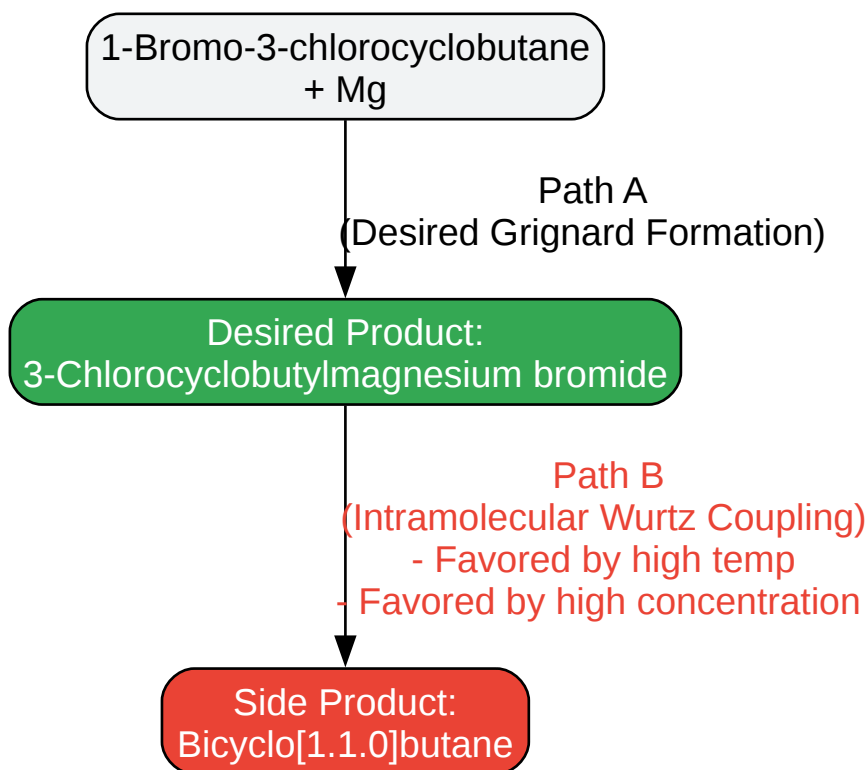 1-Bromo-3-chlorocyclobutane
+ Mg
Path A
(Desired Grignard Formation)
Desired Product:
3-Chlorocyclobutylmagnesium bromide
Path B
(Intramolecular Wurtz Coupling)
- Favored by high temp
- Favored by high concentration
Side Product:
Bicyclo[1.1.0]butane